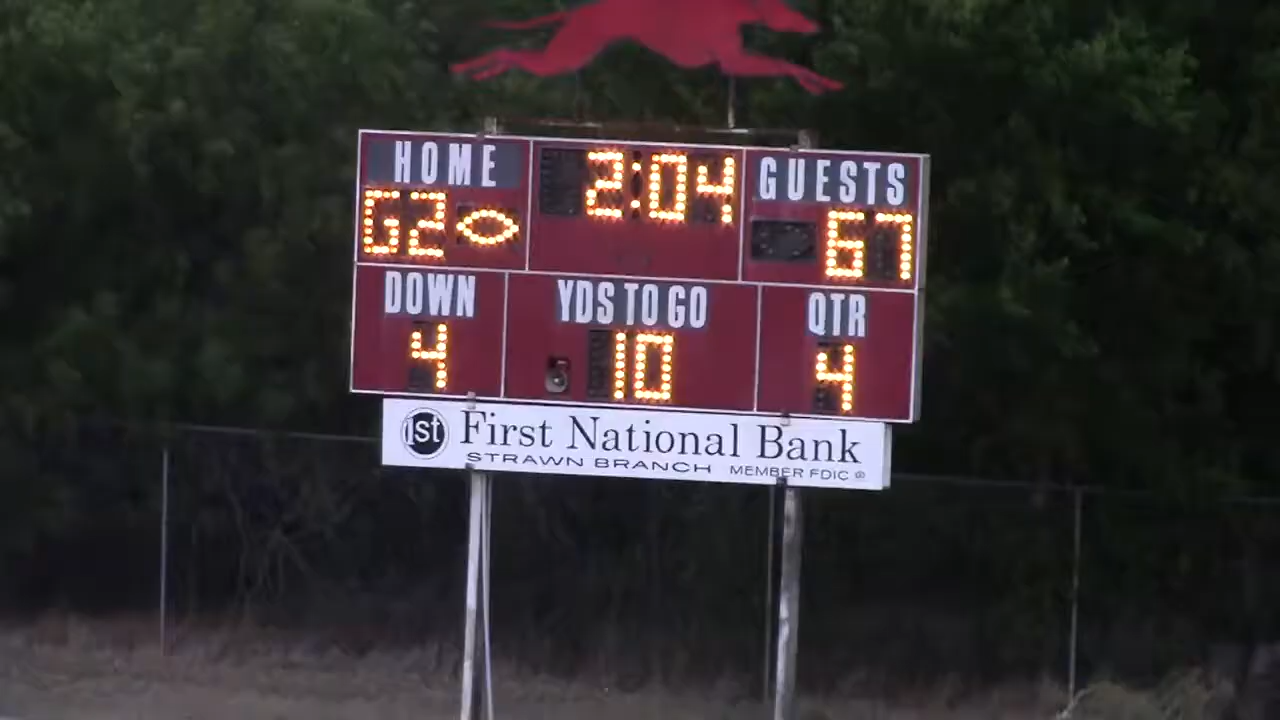 HOME 2:04 GUESTS
62 67
DOWN YDS TO GO QTR
4 10 4
1st First National Bank
STRAWN BRANCH MEMBER FDIC